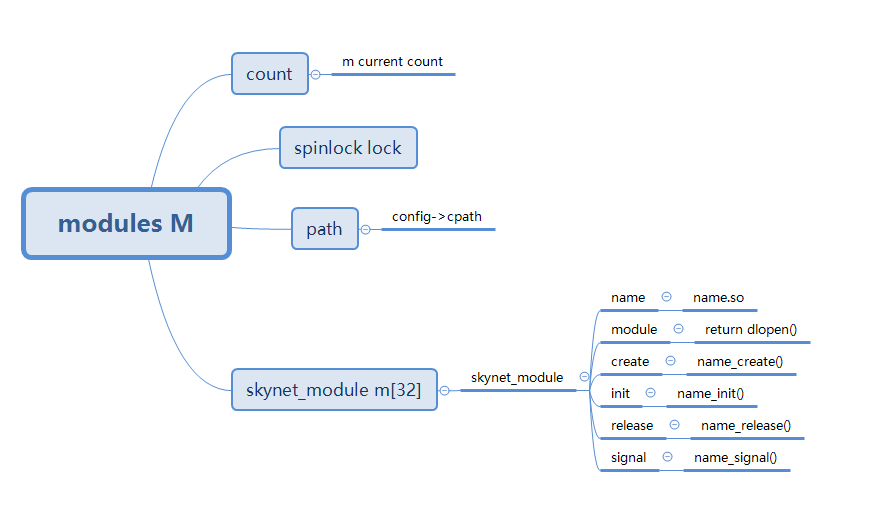 count
m current count
spinlock lock
modules M
path
config->cpath
skynet_module m[32]
skynet_module
name
name.so
module
return dlopen()
create
name_create()
init
name_init()
release
name_release()
signal
name_signal()